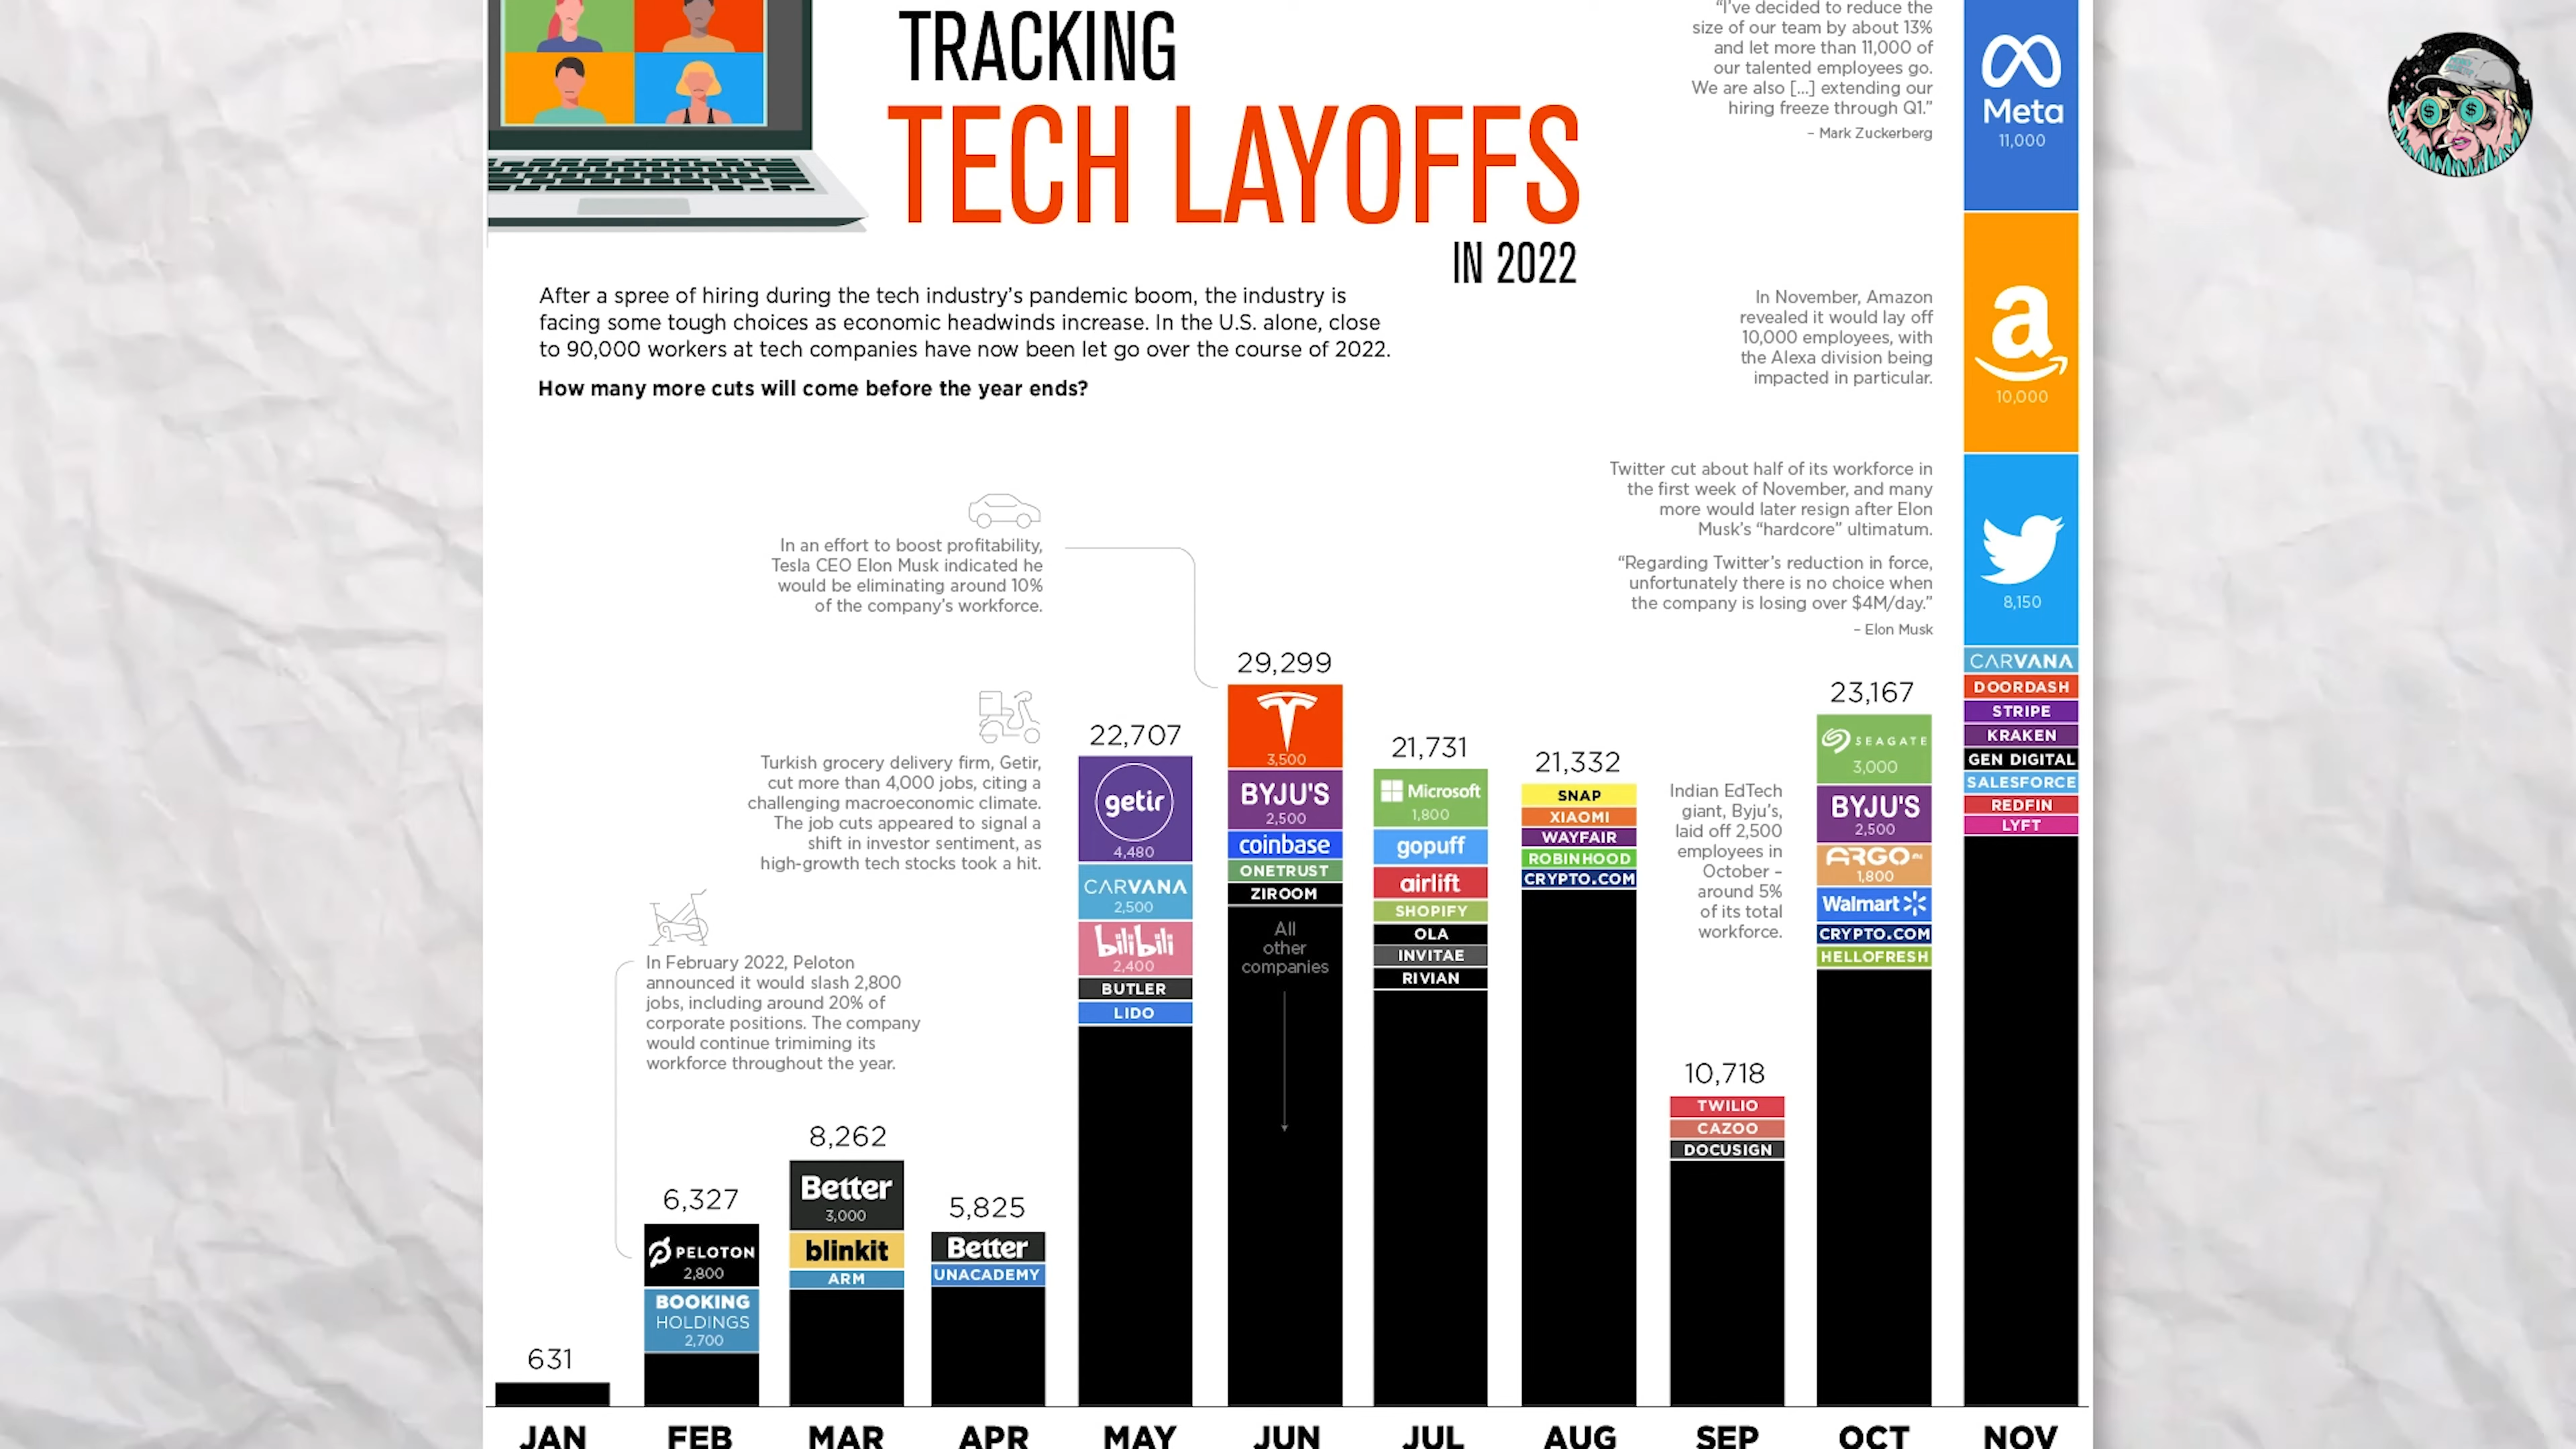 TRACKING
TECH LAYOFFS
IN 2022
After a spree of hiring during the tech industry's pandemic boom, the industry is
facing some tough choices as economic headwinds increase. In the U.S. alone, close
to 90,000 workers at tech companies have now been let go over the course of 2022.
How many more cuts will come before the year ends?
"I've decided to reduce the
size of our team by about 13%
and let more than 11,000 of
our talented employees go.
We are also [...] extending our
hiring freeze through Q1."
– Mark Zuckerberg
Meta
11,000
In November, Amazon
revealed it would lay off
10,000 employees, with
the Alexa division being
impacted in particular.
a
10,000
Twitter cut about half of its workforce in
the first week of November, and many
more would later resign after Elon
Musk's "hardcore" ultimatum.
"Regarding Twitter's reduction in force,
unfortunately there is no choice when
the company is losing over $4M/day."
– Elon Musk
8,150
CARVANA
DOORDASH
STRIPE
KRAKEN
GEN DIGITAL
SALESFORCE
REDFIN
LYFT
In an effort to boost profitability,
Tesla CEO Elon Musk indicated he
would be eliminating around 10%
of the company's workforce.
Turkish grocery delivery firm, Getir,
cut more than 4,000 jobs, citing a
challenging macroeconomic climate.
The job cuts appeared to signal a
shift in investor sentiment, as
high-growth tech stocks took a hit.
In February 2022, Peloton
announced it would slash 2,800
jobs, including around 20% of
corporate positions. The company
would continue trimiming its
workforce throughout the year.
631
6,327
PELOTON
2,800
BOOKING
HOLDINGS
2,700
8,262
Better
3,000
blinkit
ARM
5,825
Better
UNACADEMY
22,707
getir
4,480
CARVANA
2,500
bilibili
2,400
BUTLER
LIDO
29,299
3,500
BYJU'S
2,500
coinbase
ONETRUST
ZIROOM
All
other
companies
21,731
Microsoft
1,800
gopuff
airlift
SHOPIFY
OLA
INVITAE
RIVIAN
21,332
SNAP
XIAOMI
WAYFAIR
ROBINHOOD
CRYPTO.COM
Indian EdTech
giant, Byju's,
laid off 2,500
employees in
October –
around 5%
of its total
workforce.
10,718
TWILIO
CAZOO
DOCUSIGN
23,167
SEAGATE
3,000
BYJU'S
2,500
ARGO AI
1,800
Walmart
CRYPTO.COM
HELLOFRESH
JAN FEB MAR APR MAY JUN JUL AUG SEP OCT NOV